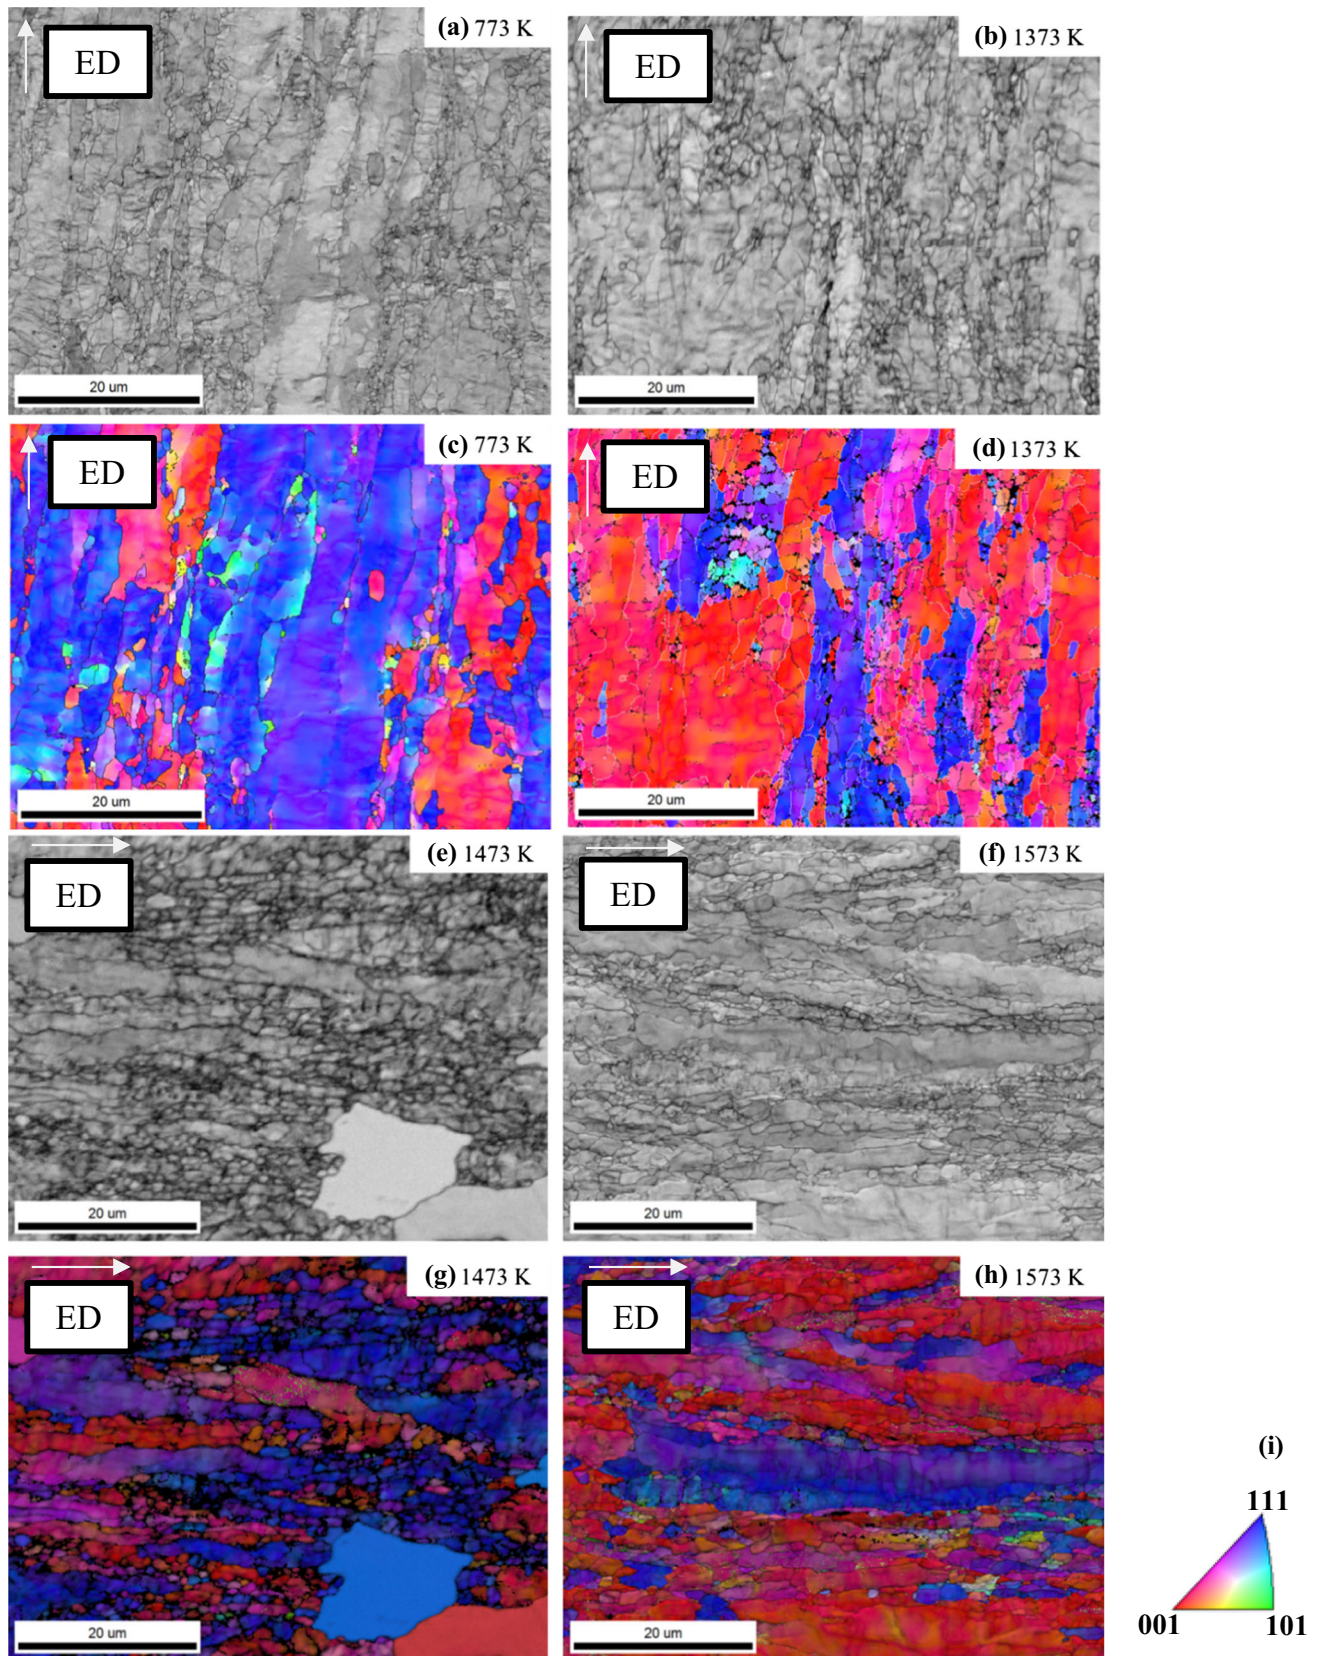 (a) 773 K
ED
20 um
(b) 1373 K
ED
20 um
(c) 773 K
ED
20 um
(d) 1373 K
ED
20 um
(e) 1473 K
ED
20 um
(f) 1573 K
ED
20 um
(g) 1473 K
ED
20 um
(h) 1573 K
ED
20 um
(i)
111
001
101